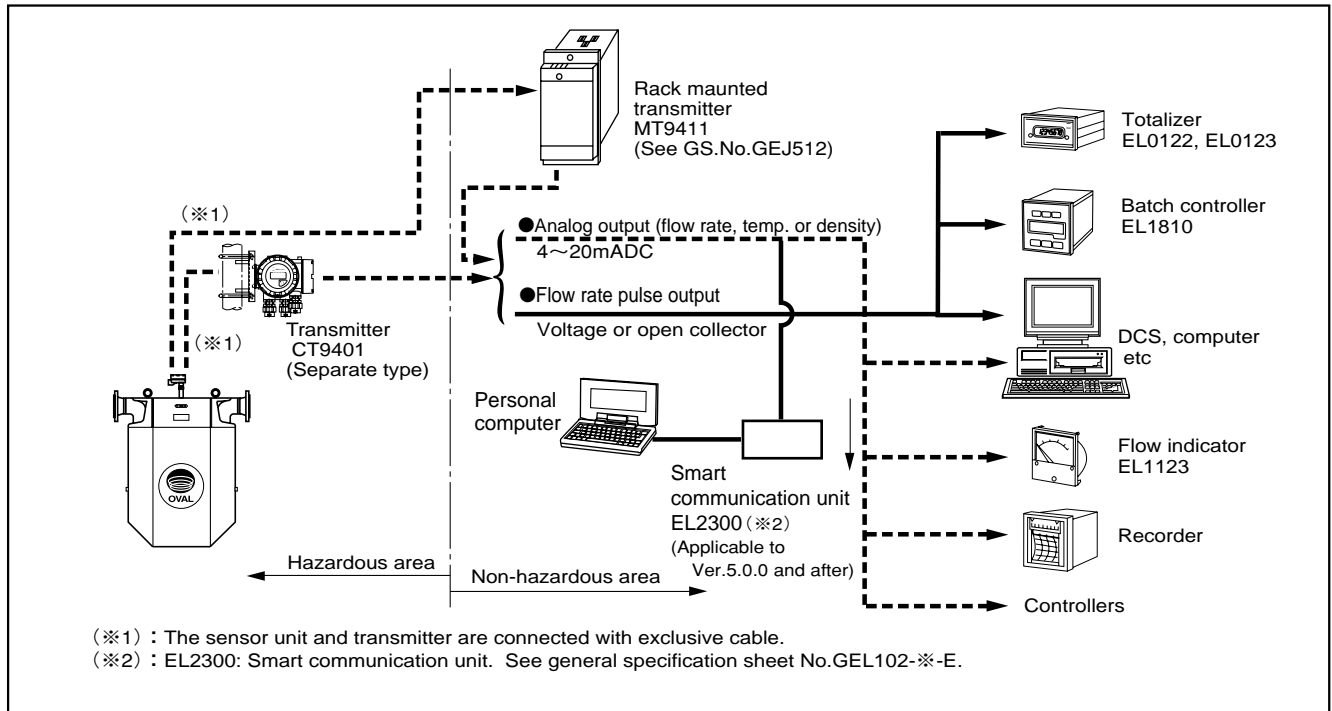 Rack maunted
transmitter
MT9411
(See GS.No.GEJ512)
Totalizer
EL0122, EL0123
Batch controller
EL1810
(※1)
●Analog output (flow rate, temp. or density)
4～20mADC
●Flow rate pulse output
Voltage or open collector
Transmitter
CT9401
(Separate type)
(※1)
DCS, computer
etc
Personal
computer
Flow indicator
EL1123
Smart
communication unit
EL2300(※2)
(Applicable to
Ver.5.0.0 and after)
OVAL
Recorder
Hazardous area
Non-hazardous area
Controllers
(※1)：The sensor unit and transmitter are connected with exclusive cable.
(※2)：EL2300: Smart communication unit. See general specification sheet No.GEL102-※-E.